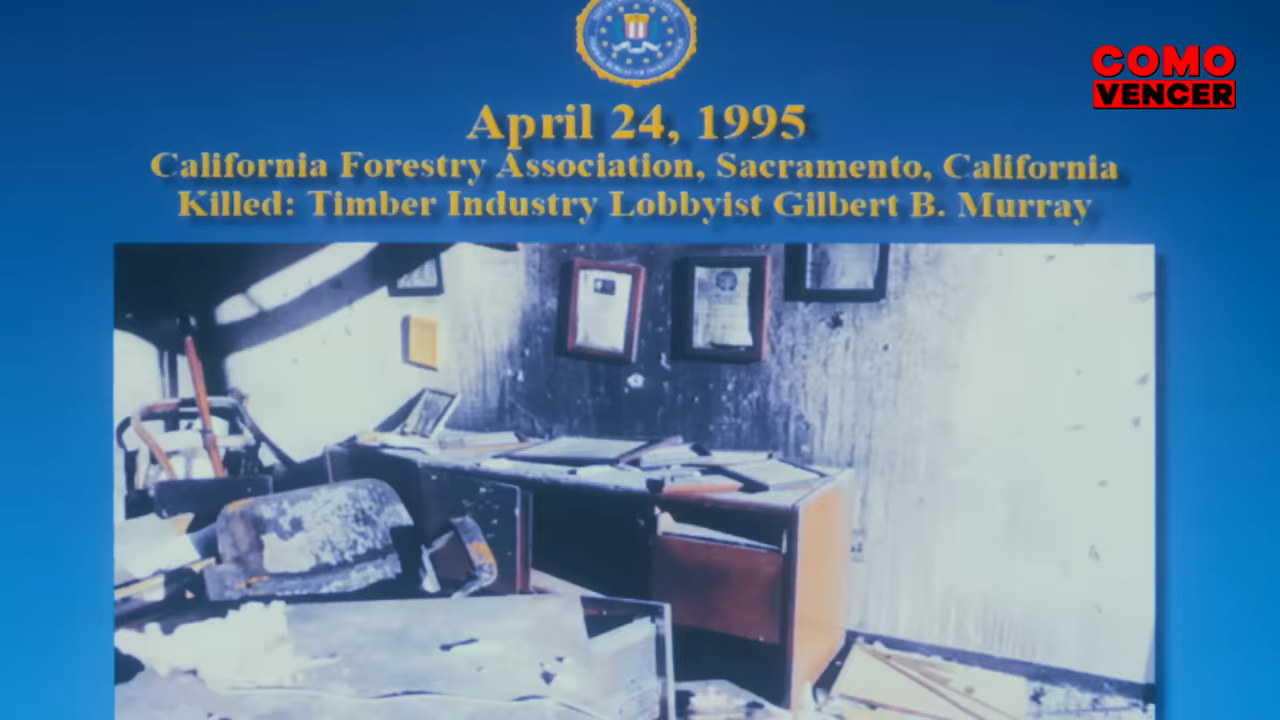 COMO
VENCER
April 24, 1995
California Forestry Association, Sacramento, California
Killed: Timber Industry Lobbyist Gilbert B. Murray